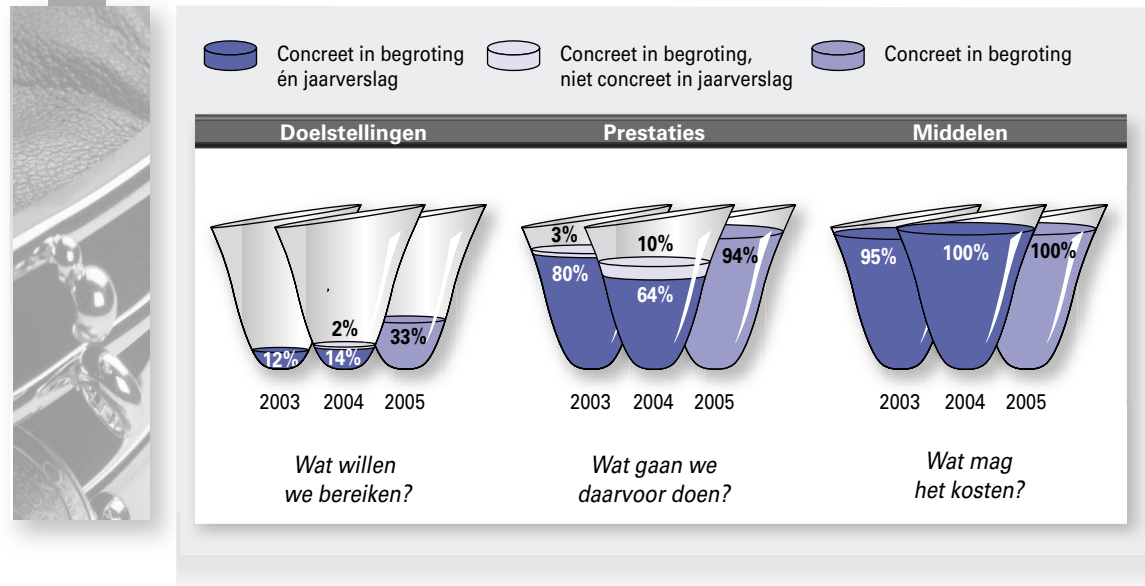 Concreet in begroting
én jaarverslag
Concreet in begroting,
niet concreet in jaarverslag
Concreet in begroting
Doelstellingen
12%
2%
14%
33%
2003 2004 2005
Wat willen
we bereiken?
Prestaties
3%
80%
10%
64%
94%
2003 2004 2005
Wat gaan we
daarvoor doen?
Middelen
95%
100%
100%
2003 2004 2005
Wat mag
het kosten?